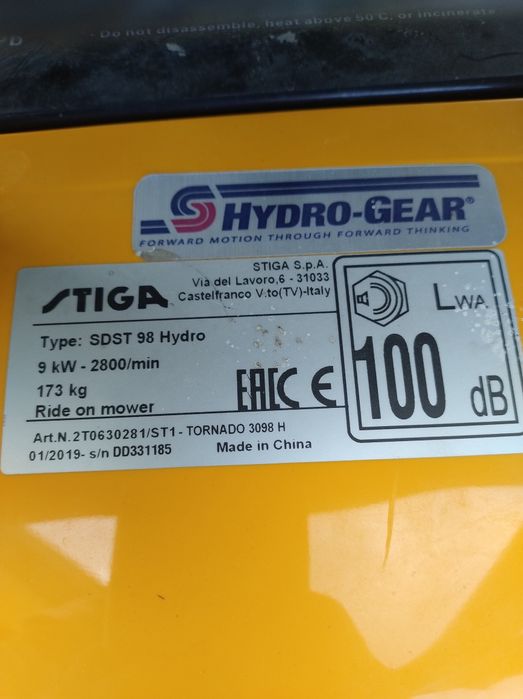 Do not disassemble, heat above 50 C, or incinerate
HYDRO-GEAR®
FORWARD MOTION THROUGH FORWARD THINKING
STIGA
STIGA S.p.A.
Via del Lavoro,6 - 31033
Castelfranco V.to(TV)-Italy
Type: SDST 98 Hydro
9 kW - 2800/min
173 kg
Ride on mower
EAC CE
LWA
100 dB
Art.N.2T0630281/ST1 - TORNADO 3098 H
01/2019- s/n DD331185
Made in China